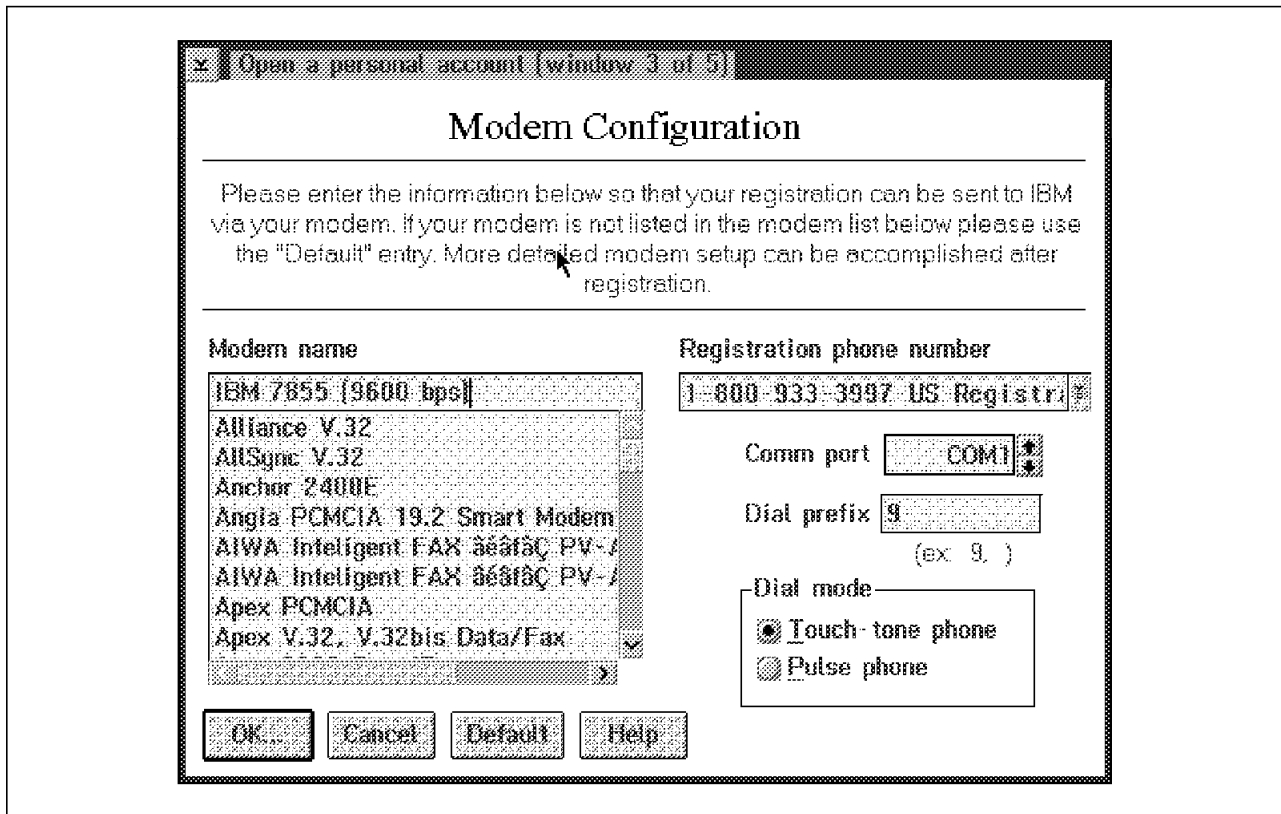 Open a personal account (window 3 of 5)
Modem Configuration
Please enter the information below so that your registration can be sent to IBM
via your modem. If your modem is not listed in the modem list below please use
the "Default" entry. More detailed modem setup can be accomplished after
registration.
Modem name
IBM 7855 (9600 bps)
Alliance V.32
AllSync V.32
Anchor 2400E
Angia PCMCIA 19.2 Smart Modem
AIWA Inteligent FAX âéâfâÇ PV-A
AIWA Inteligent FAX âéâfâÇ PV-A
Apex PCMCIA
Apex V.32, V.32bis Data/Fax
Registration phone number
1-800-933-3997 US Registra
Comm port COM1
Dial prefix 9
(ex: 9, )
Dial mode
Touch-tone phone
Pulse phone
OK... Cancel Default Help